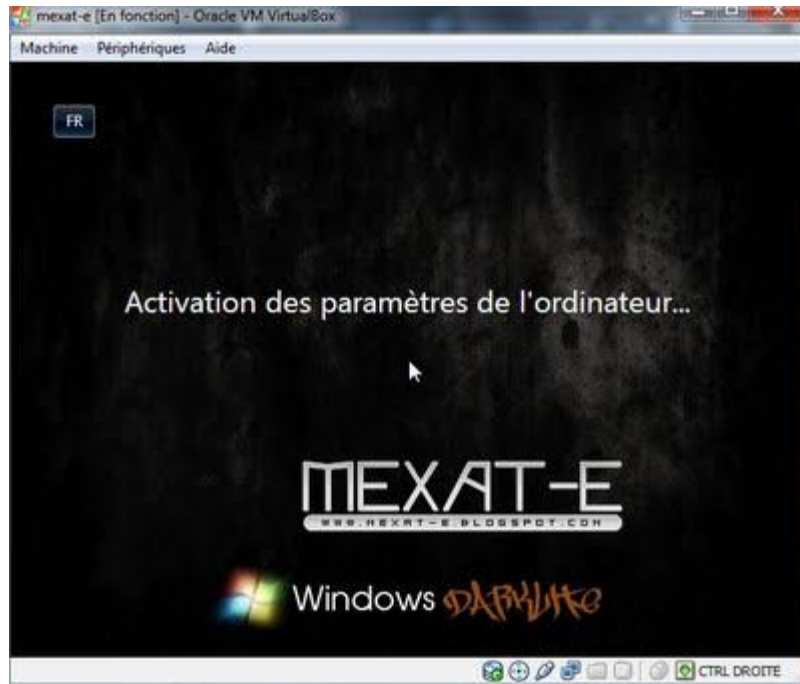 mexat-e [En fonction] - Oracle VM VirtualBox
Machine Périphériques Aide
FR
Activation des paramètres de l'ordinateur...
MEXAT-E
WWW.MEXAT-E.BLOGSPOT.COM
Windows DARKLITE
CTRL DROITE